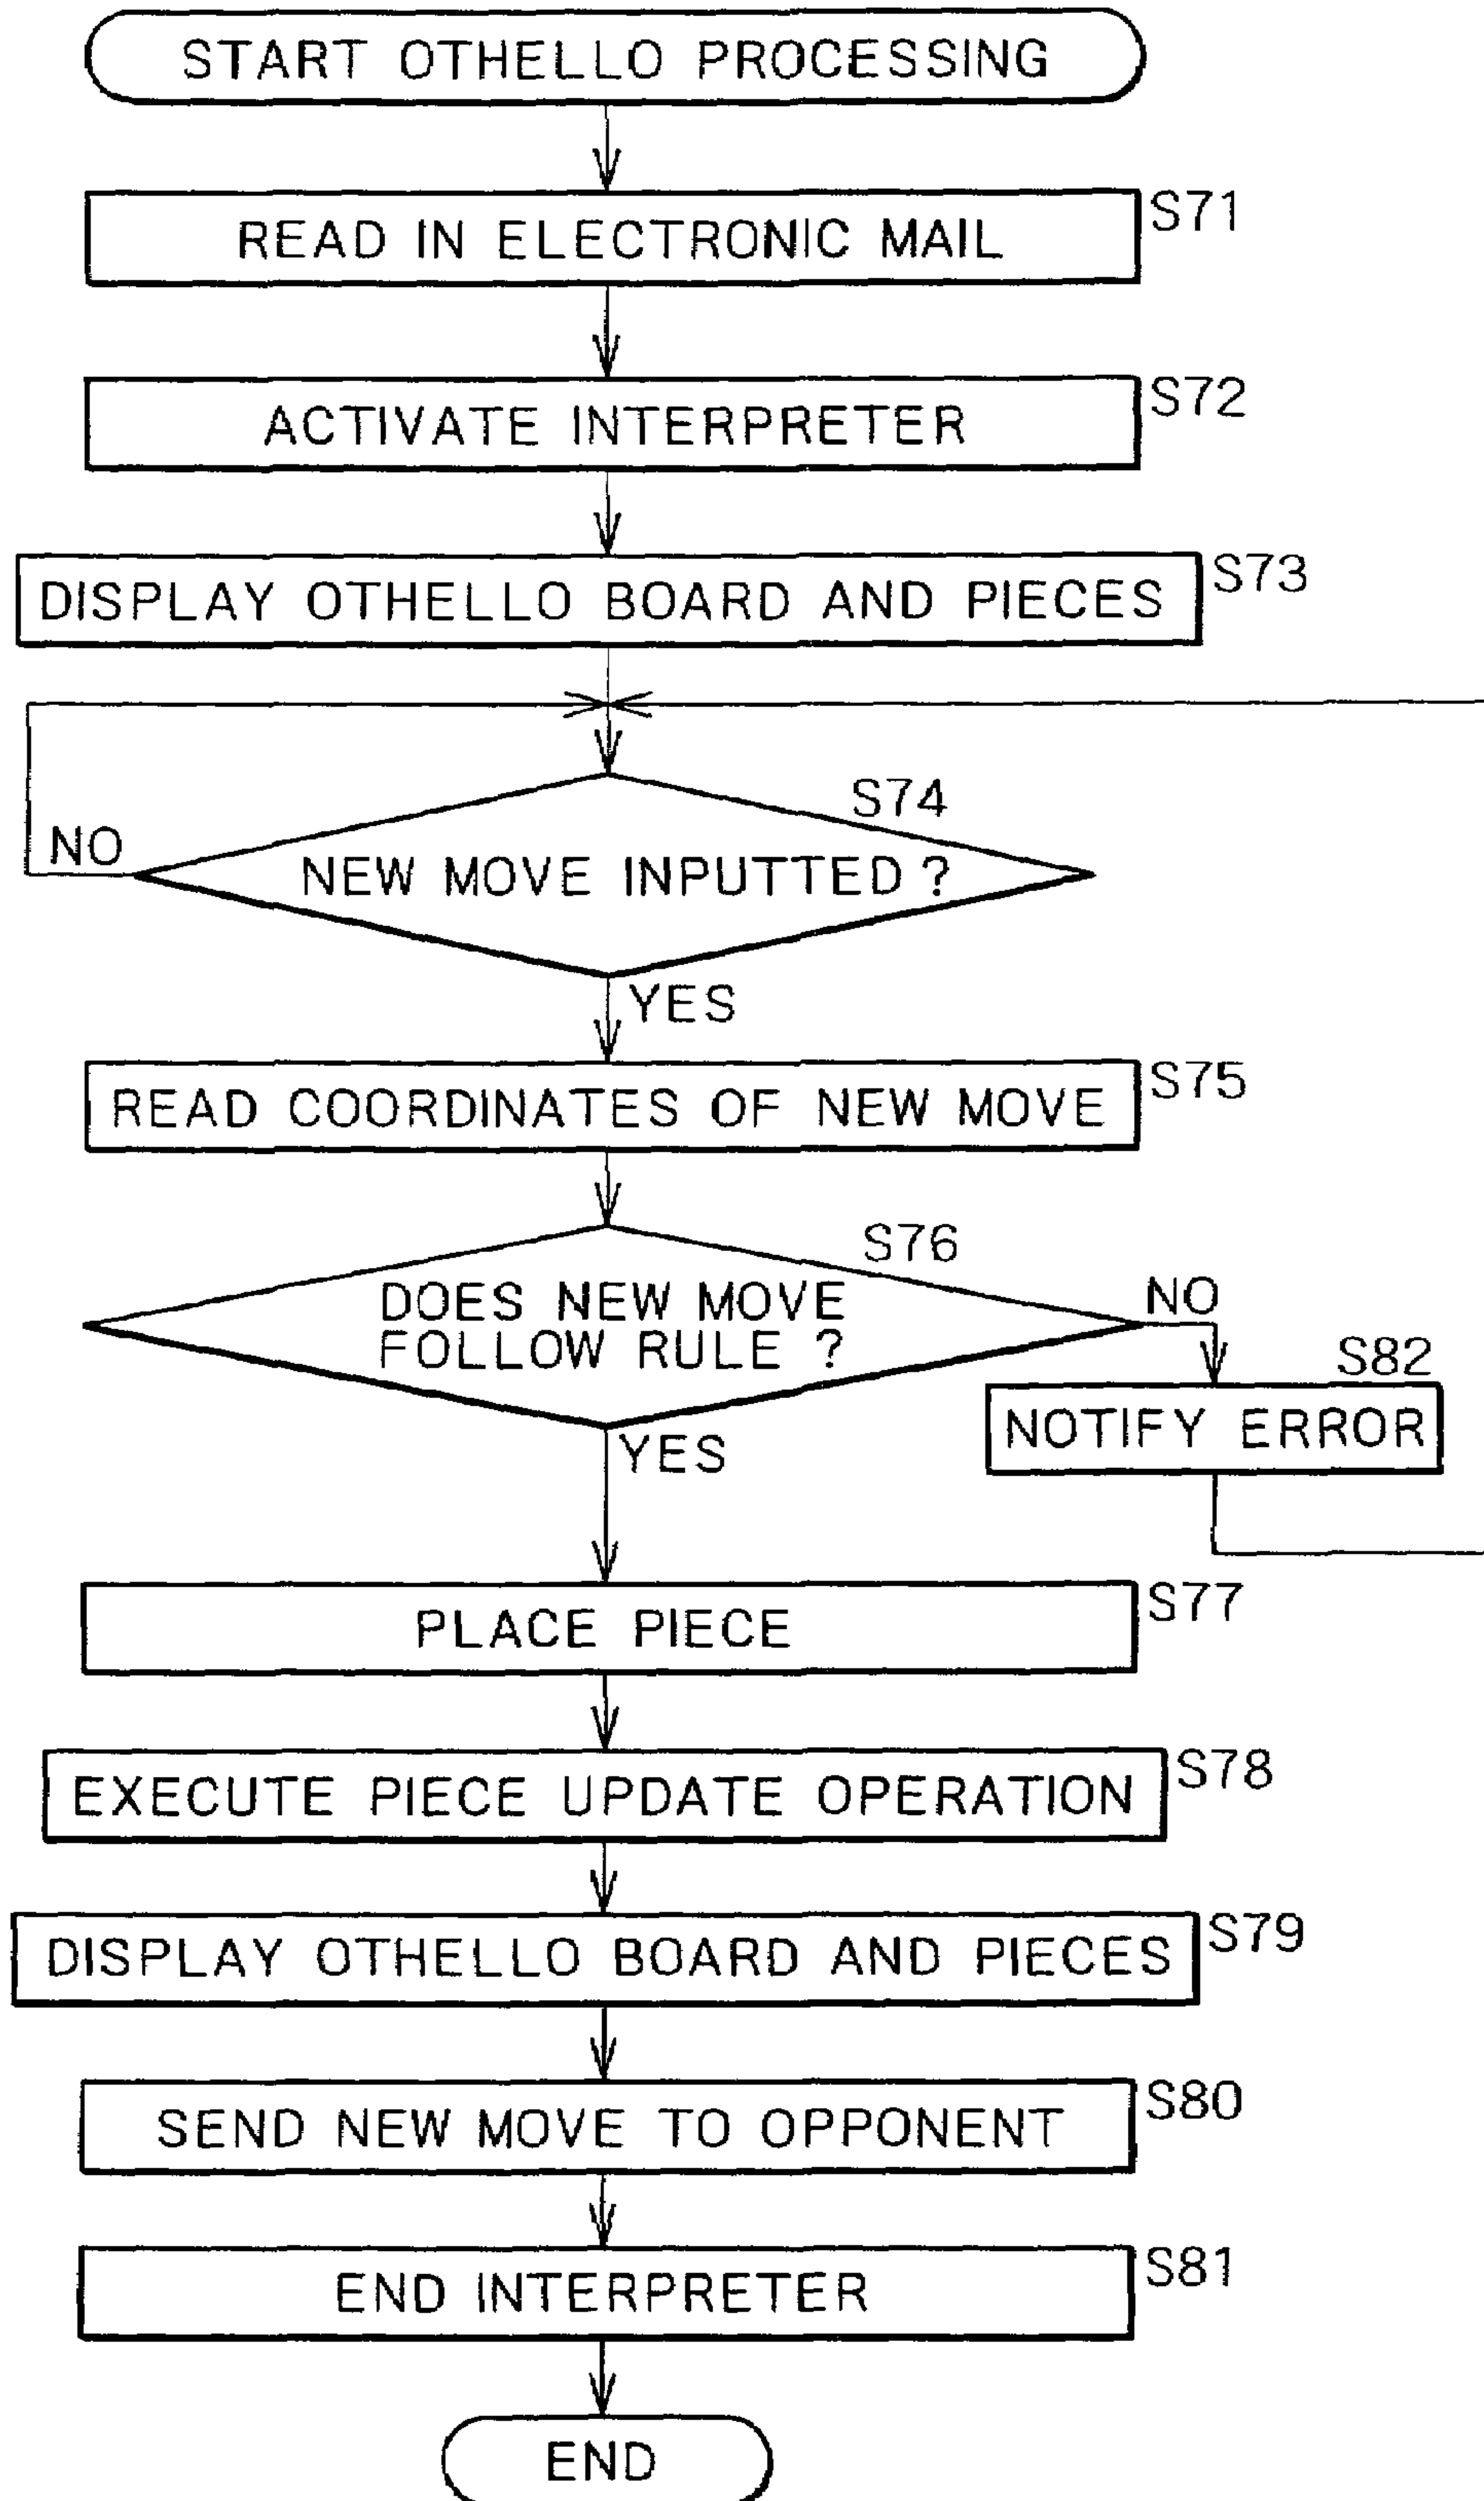 START OTHELLO PROCESSING
S71
READ IN ELECTRONIC MAIL
S72
ACTIVATE INTERPRETER
S73
DISPLAY OTHELLO BOARD AND PIECES
S74
NO
NEW MOVE INPUTTED ?
YES
S75
READ COORDINATES OF NEW MOVE
S76
DOES NEW MOVE
FOLLOW RULE ?
NO
S82
NOTIFY ERROR
YES
S77
PLACE PIECE
S78
EXECUTE PIECE UPDATE OPERATION
S79
DISPLAY OTHELLO BOARD AND PIECES
S80
SEND NEW MOVE TO OPPONENT
S81
END INTERPRETER
END